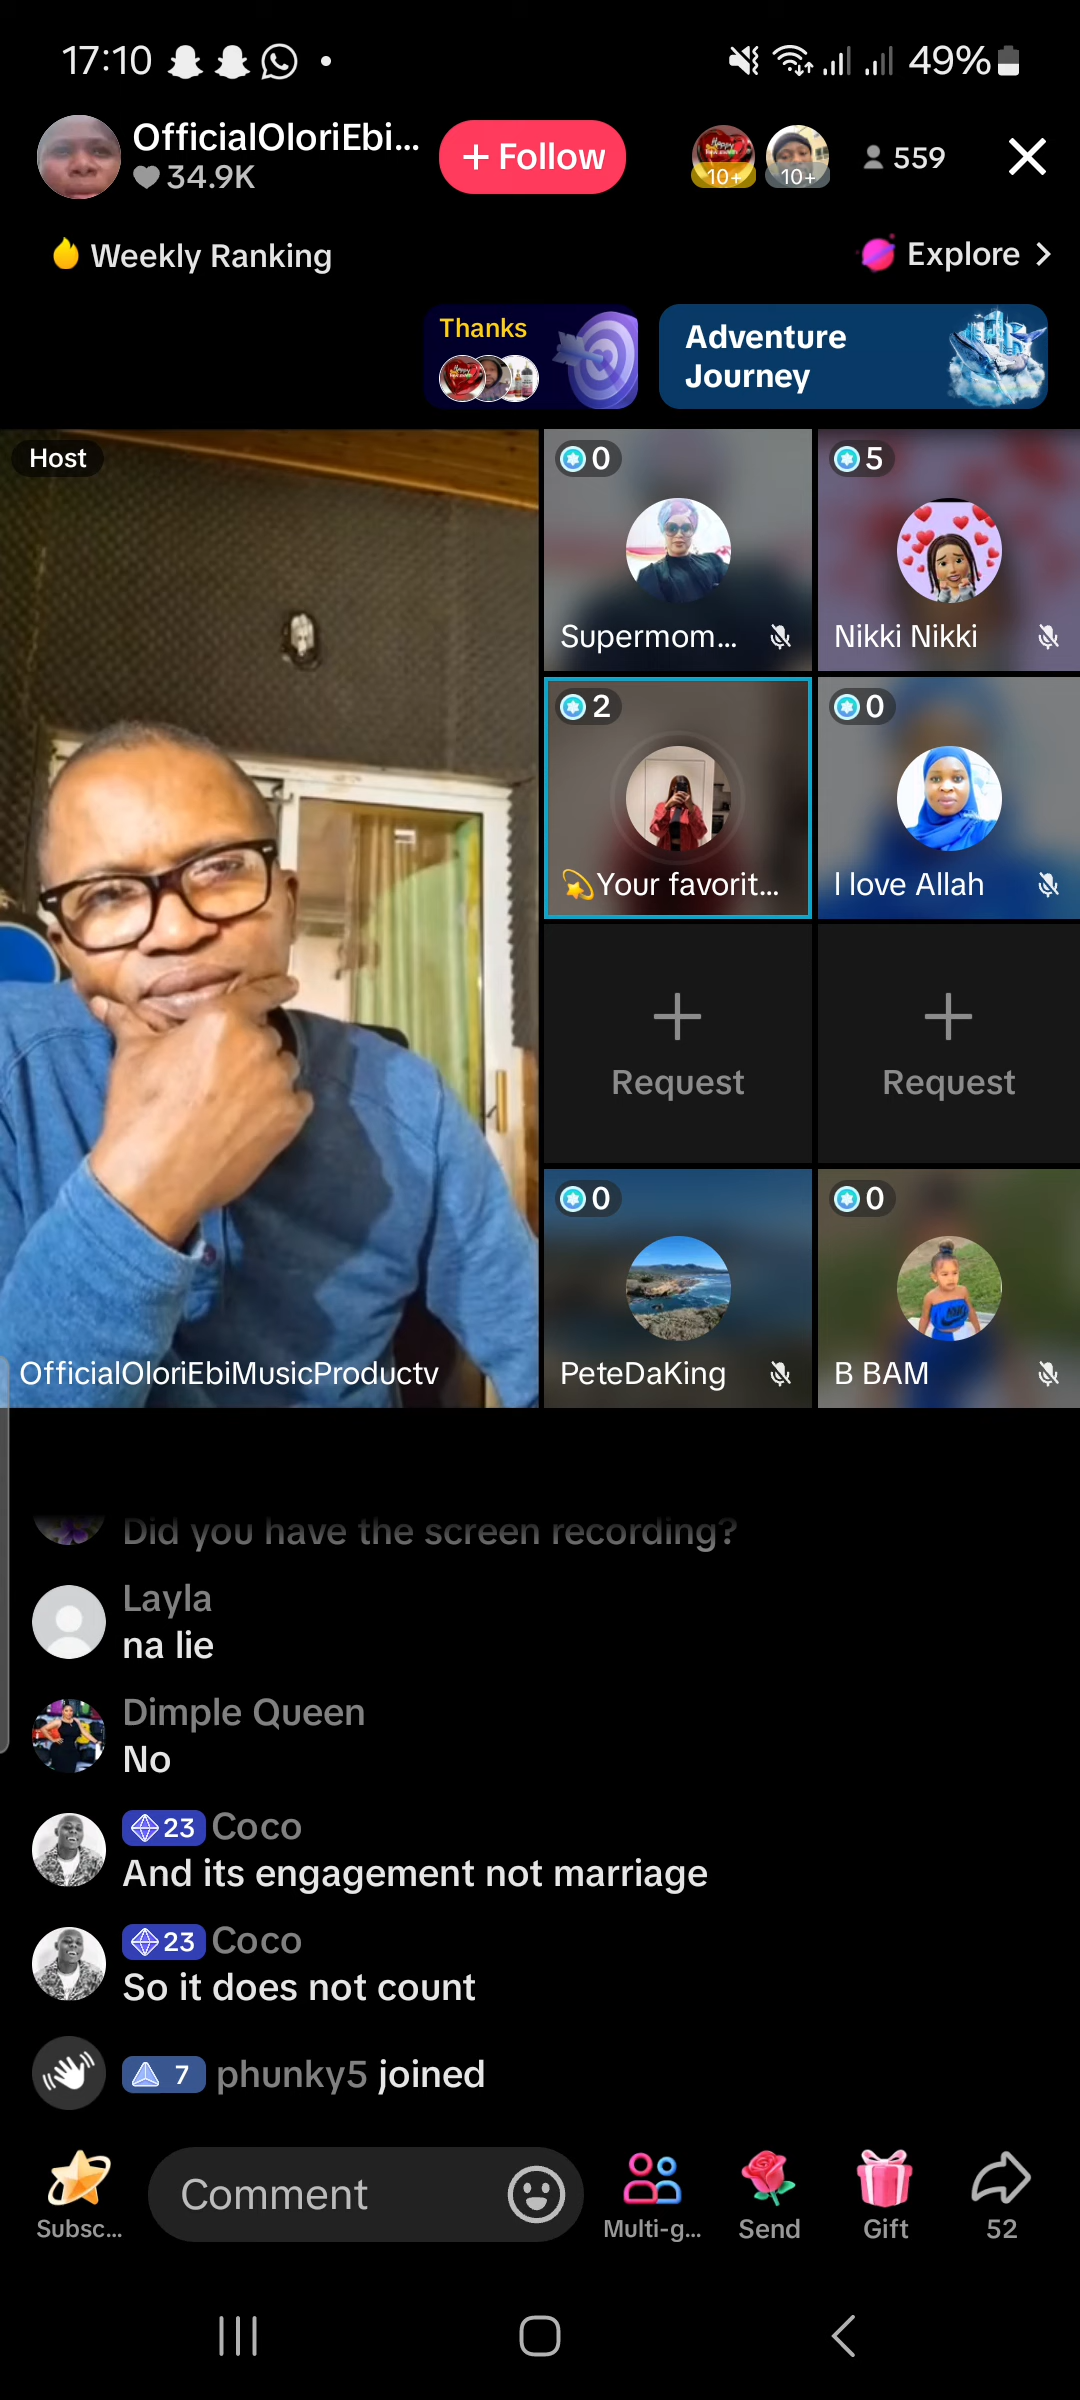 17:10
49%
OfficialOloriEbi...
34.9K
+ Follow
10+
10+
559
Weekly Ranking
Explore
Thanks
Adventure
Journey
Host
0
5
Supermom...
Nikki Nikki
2
0
Your favorit...
I love Allah
Request
Request
0
0
OfficialOloriEbiMusicProductv
PeteDaKing
B BAM
Did you have the screen recording?
Layla
na lie
Dimple Queen
No
23 Coco
And its engagement not marriage
23 Coco
So it does not count
7 phunky5 joined
Comment
Subsc...
Multi-g...
Send
Gift
52